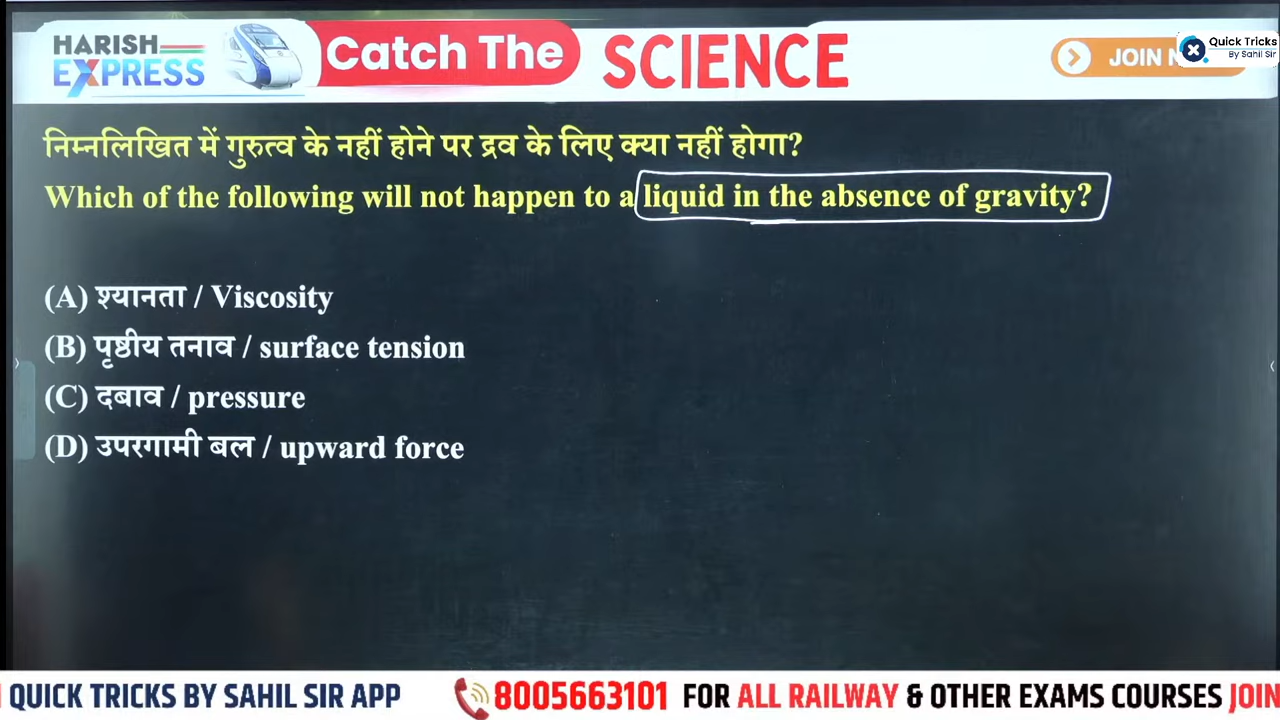 HARISH
EXPRESS
Catch The
SCIENCE
JOIN
Quick Tricks
By Sahil Sir
निम्नलिखित में गुरुत्व के नहीं होने पर द्रव के लिए क्या नहीं होगा?
Which of the following will not happen to a liquid in the absence of gravity?
(A) श्यानता / Viscosity
(B) पृष्ठीय तनाव / surface tension
(C) दबाव / pressure
(D) उपरगामी बल / upward force
QUICK TRICKS BY SAHIL SIR APP 8005663101 FOR ALL RAILWAY & OTHER EXAMS COURSES JOIN